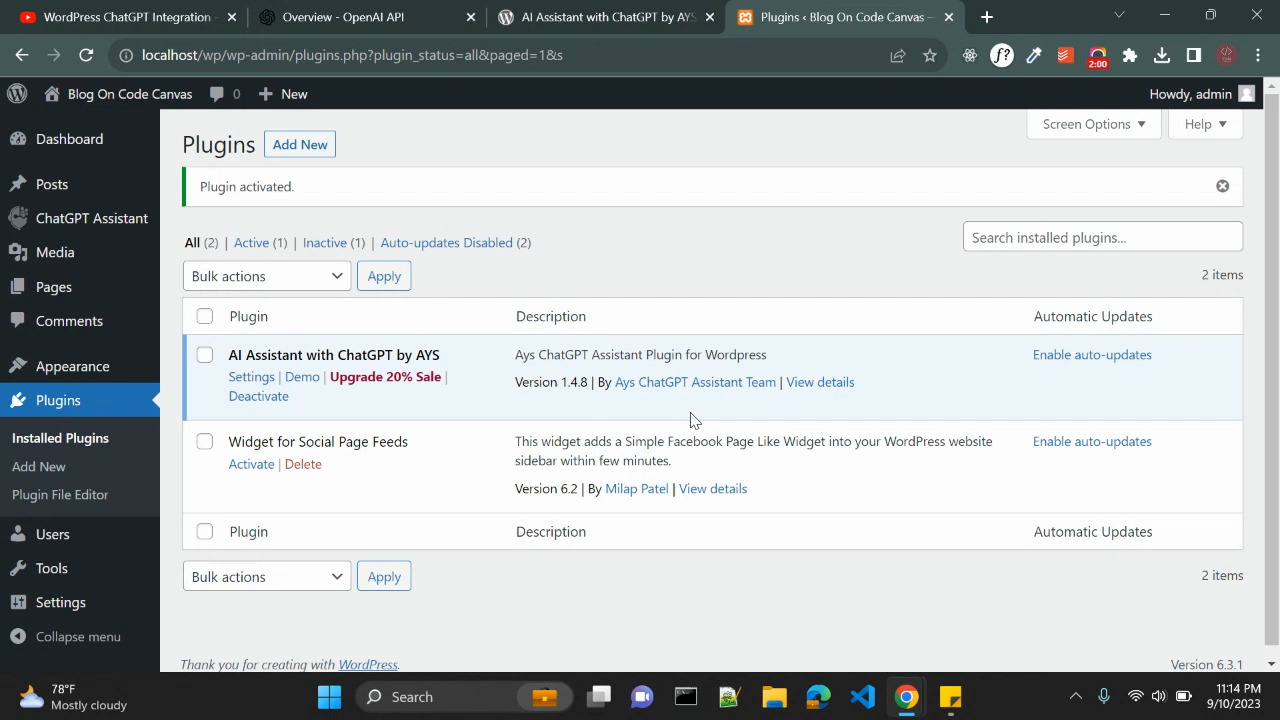 WordPress ChatGPT Integration
Overview - OpenAI API
AI Assistant with ChatGPT by AYS
Plugins ‹ Blog On Code Canvas —
localhost/wp/wp-admin/plugins.php?plugin_status=all&paged=1&s
f?
2:00
Blog On Code Canvas
0
New
Howdy, admin
Dashboard
Posts
ChatGPT Assistant
Media
Pages
Comments
Appearance
Plugins
Installed Plugins
Add New
Plugin File Editor
Users
Tools
Settings
Collapse menu
Screen Options
Help
Plugins
Add New
Plugin activated.
All (2) | Active (1) | Inactive (1) | Auto-updates Disabled (2)
Search installed plugins...
Bulk actions
Apply
2 items
Plugin
Description
Automatic Updates
AI Assistant with ChatGPT by AYS
Settings | Demo | Upgrade 20% Sale |
Deactivate
Ays ChatGPT Assistant Plugin for Wordpress
Version 1.4.8 | By Ays ChatGPT Assistant Team | View details
Enable auto-updates
Widget for Social Page Feeds
Activate | Delete
This widget adds a Simple Facebook Page Like Widget into your WordPress website
sidebar within few minutes.
Version 6.2 | By Milap Patel | View details
Enable auto-updates
Plugin
Description
Automatic Updates
Bulk actions
Apply
2 items
Thank you for creating with WordPress.
Version 6.3.1
78°F
Mostly cloudy
Search
11:14 PM
9/10/2023